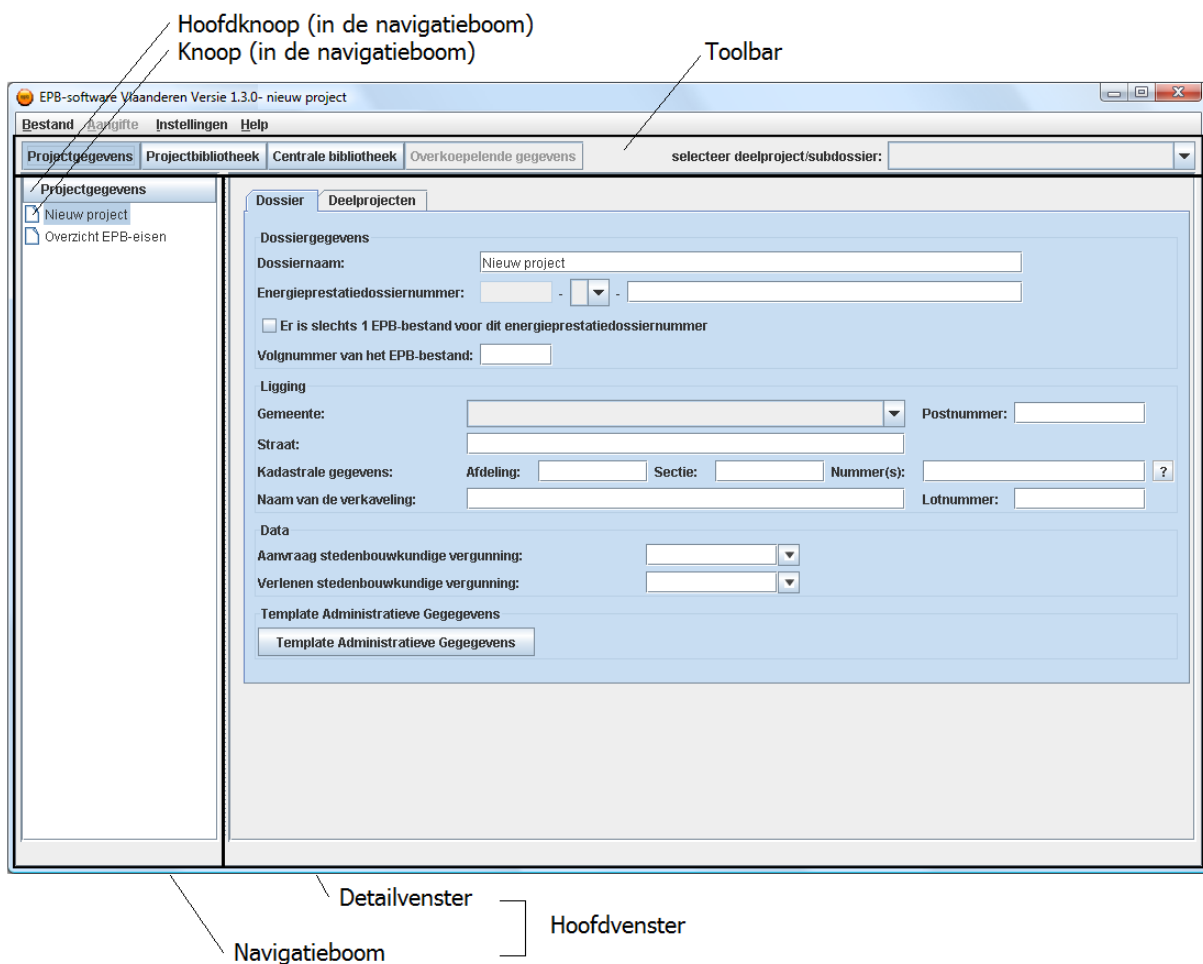 Hoofdknoop (in de navigatieboom)
Knoop (in de navigatieboom)
Toolbar
EPB-software Vlaanderen Versie 1.3.0- nieuw project
Bestand Aangifte Instellingen Help
Projectgegevens Projectbibliotheek Centrale bibliotheek Overkoepelende gegevens selecteer deelproject/subdossier:
Projectgegevens
Nieuw project
Overzicht EPB-eisen
Dossier Deelprojecten
Dossiergegevens
Dossiernaam: Nieuw project
Energieprestatiedossiernummer: - -
Er is slechts 1 EPB-bestand voor dit energieprestatiedossiernummer
Volgnummer van het EPB-bestand:
Ligging
Gemeente: Postnummer:
Straat:
Kadastrale gegevens: Afdeling: Sectie: Nummer(s): ?
Naam van de verkaveling: Lotnummer:
Data
Aanvraag stedenbouwkundige vergunning:
Verlenen stedenbouwkundige vergunning:
Template Administratieve Gegegevens
Template Administratieve Gegegevens
Detailvenster
Hoofdvenster
Navigatieboom